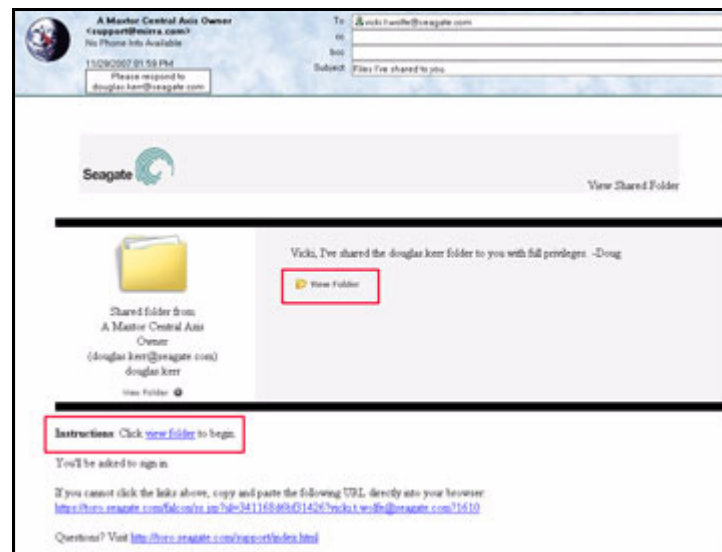 A Maxtor Central Axis Owner
<support@mirra.com>
No Phone Info Available
11/29/2007 01:59 PM
Please respond to
douglas.kerr@seagate.com
To
cc
bcc
Subject Files I've shared to you
Seagate
View Shared Folder
Vicki, I've shared the douglas.kerr folder to you with full privileges. -Doug
View Folder
Shared folder from:
A Maxtor Central Axis
Owner
(douglas.kerr@seagate.com)
douglas.kerr
View Folder
Instructions: Click view folder to begin.
You'll be asked to sign in.
If you cannot click the links above, copy and paste the following URL directly into your browser:
Questions? Visit http://toro.seagate.com/support/index.html